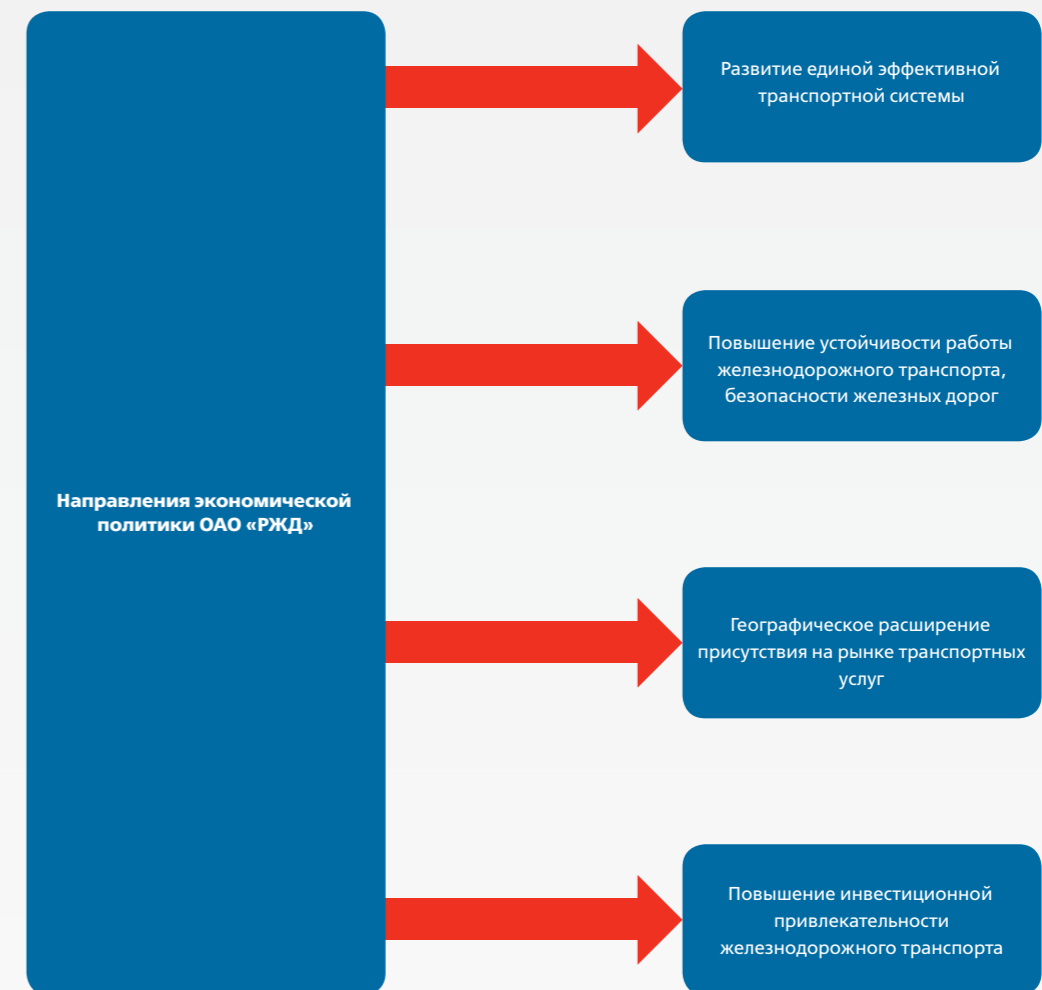 Направления экономической
политики ОАО «РЖД»
Развитие единой эффективной
транспортной системы
Повышение устойчивости работы
железнодорожного транспорта,
безопасности железных дорог
Географическое расширение
присутствия на рынке транспортных
услуг
Повышение инвестиционной
привлекательности
железнодорожного транспорта